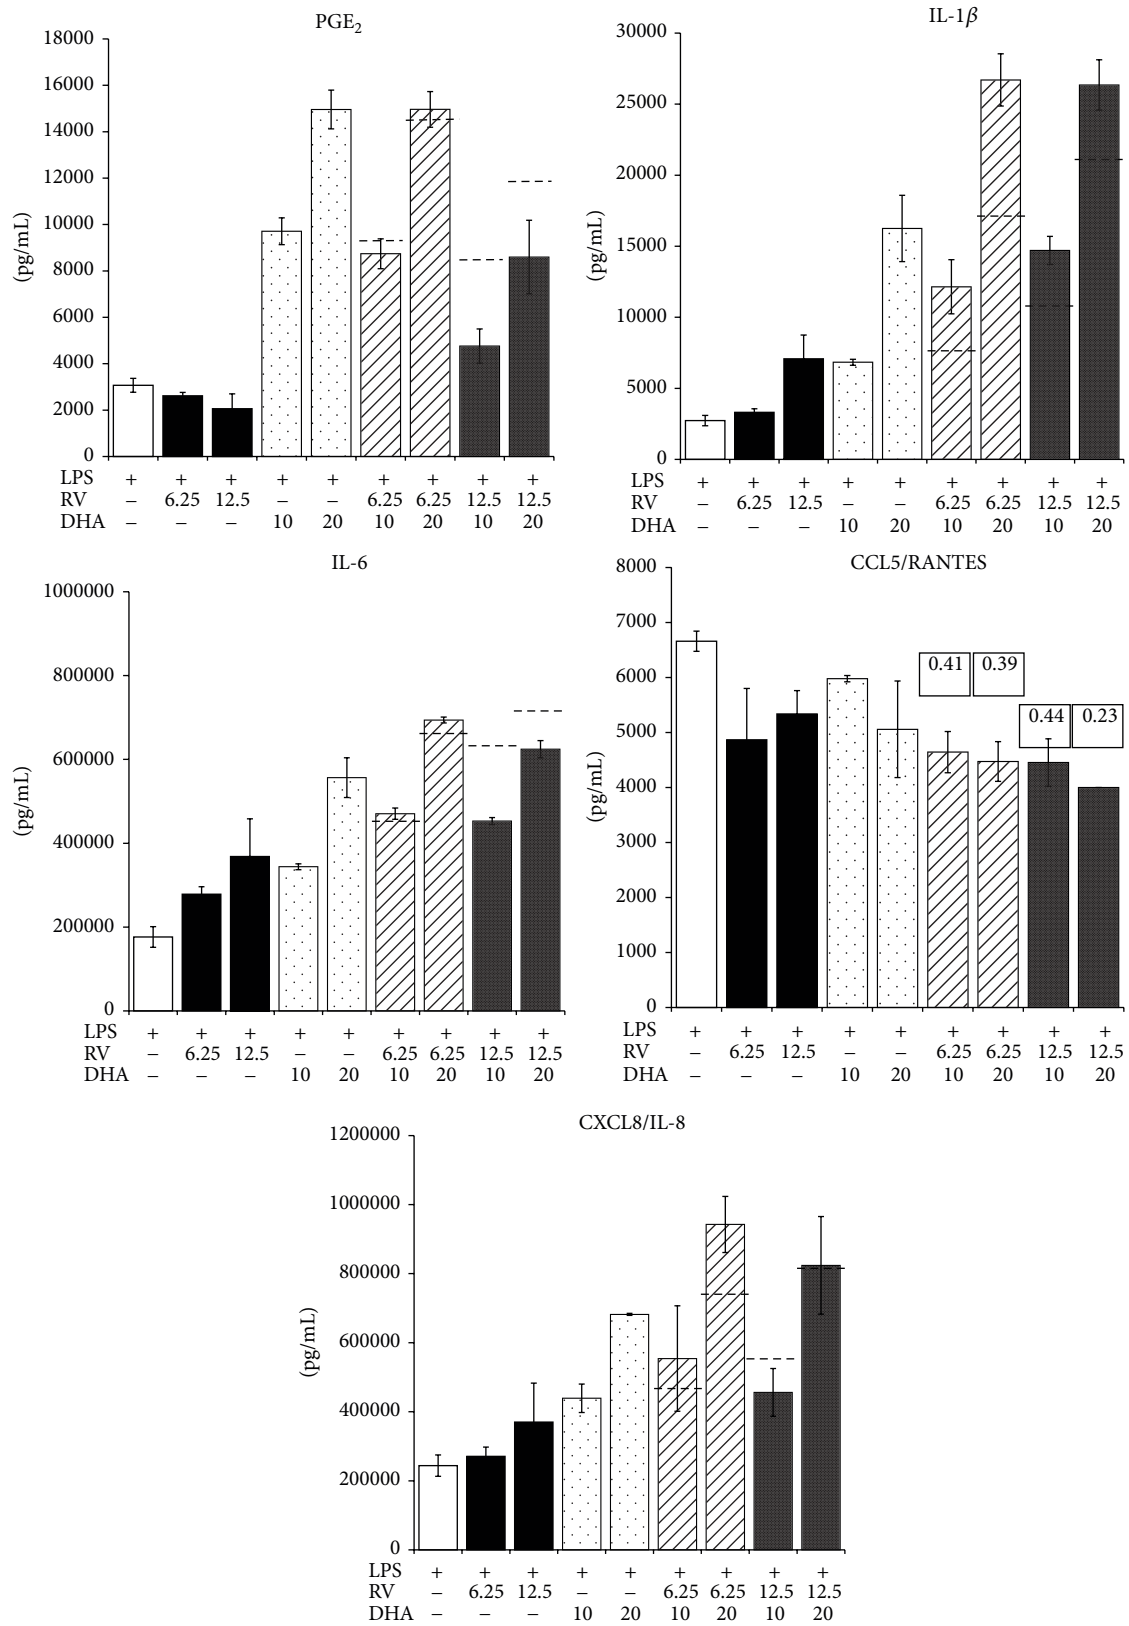 PGE2
18000
16000
14000
12000
10000
8000
6000
4000
2000
0
(pg/mL)
LPS + + + + + + + + +
RV – 6.25 12.5 – – 6.25 6.25 12.5 12.5
DHA – – – 10 20 10 20 10 20
IL-1β
30000
25000
20000
15000
10000
5000
0
(pg/mL)
LPS + + + + + + + + +
RV – 6.25 12.5 – – 6.25 6.25 12.5 12.5
DHA – – – 10 20 10 20 10 20
IL-6
1000000
800000
600000
400000
200000
0
(pg/mL)
LPS + + + + + + + + +
RV – 6.25 12.5 – – 6.25 6.25 12.5 12.5
DHA – – – 10 20 10 20 10 20
CCL5/RANTES
8000
7000
6000
5000
4000
3000
2000
1000
0
(pg/mL)
0.41 0.39
0.44 0.23
LPS + + + + + + + + +
RV – 6.25 12.5 – – 6.25 6.25 12.5 12.5
DHA – – – 10 20 10 20 10 20
CXCL8/IL-8
1200000
1000000
800000
600000
400000
200000
0
(pg/mL)
LPS + + + + + + + + +
RV – 6.25 12.5 – – 6.25 6.25 12.5 12.5
DHA – – – 10 20 10 20 10 20